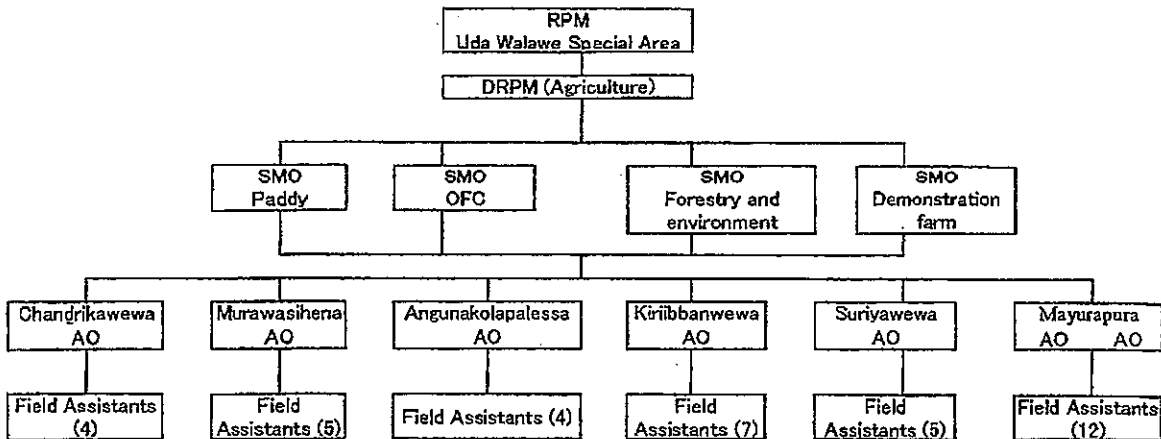 RPM
Uda Walawe Special Area
DRPM (Agriculture)
SMO
Paddy
SMO
OFC
SMO
Forestry and
environment
SMO
Demonstration
farm
Chandrikawewa
AO
Murawasihena
AO
Angunakolapalessa
AO
Kiriibbanwewa
AO
Suriyawewa
AO
Mayurapura
AO AO
Field Assistants
(4)
Field
Assistants (5)
Field Assistants (4)
Field
Assistants (7)
Field
Assistants (5)
Field Assistants
(12)